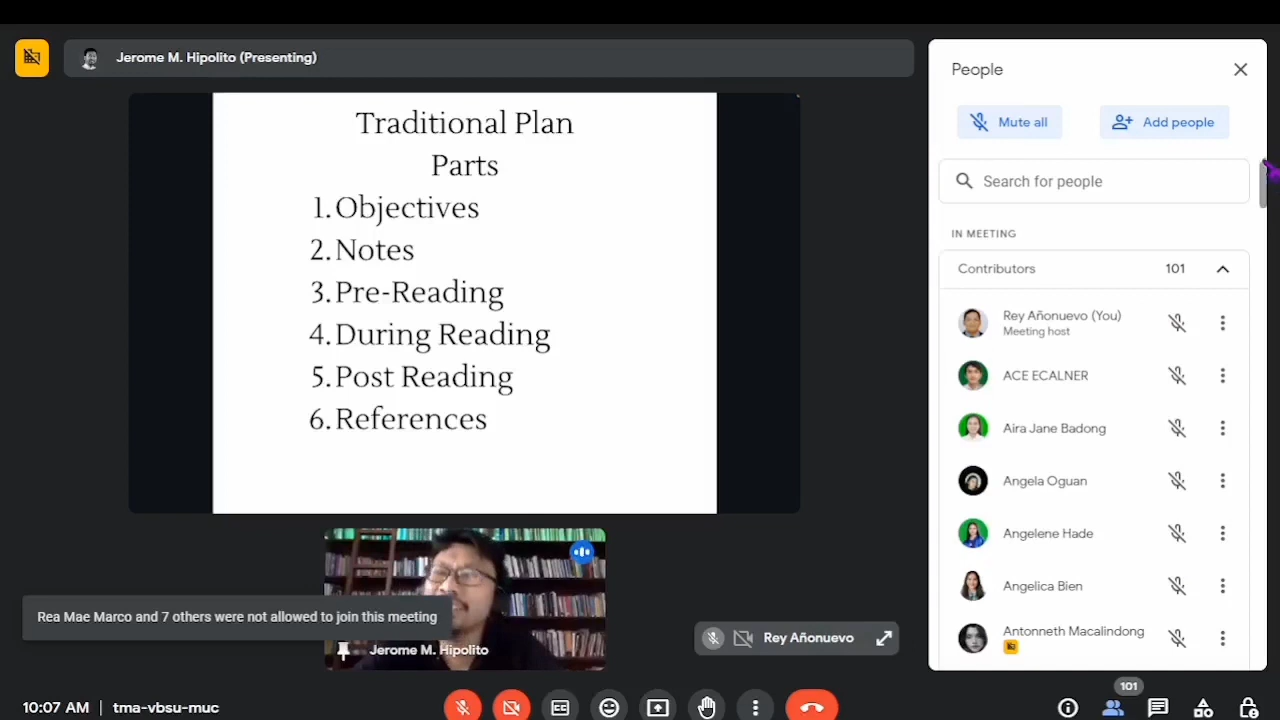 Jerome M. Hipolito (Presenting)
Traditional Plan
Parts
1. Objectives
2. Notes
3. Pre-Reading
4. During Reading
5. Post Reading
6. References
Rea Mae Marco and 7 others were not allowed to join this meeting
Jerome M. Hipolito
Rey Añonuevo
People
Mute all
Add people
Search for people
IN MEETING
Contributors 101
Rey Añonuevo (You)
Meeting host
ACE ECALNER
Aira Jane Badong
Angela Oguan
Angelene Hade
Angelica Bien
Antonneth Macalindong
10:07 AM | tma-vbsu-muc
101